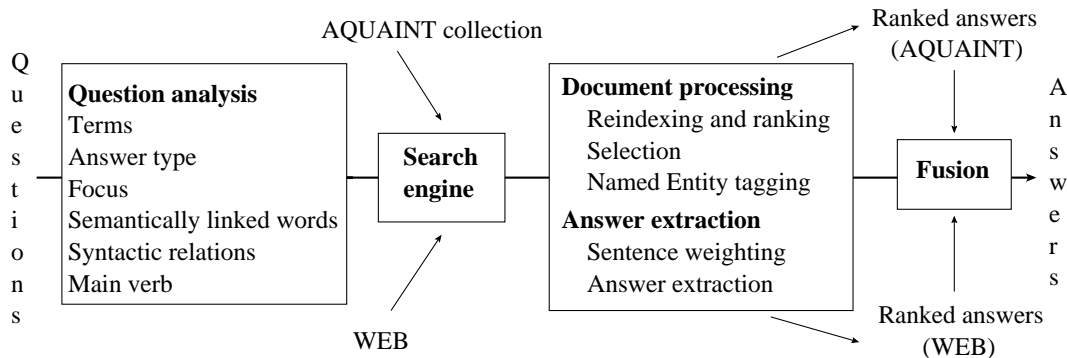 Questions
AQUAINT collection
Question analysis
Terms
Answer type
Focus
Semantically linked words
Syntactic relations
Main verb
Search
engine
WEB
Document processing
Reindexing and ranking
Selection
Named Entity tagging
Answer extraction
Sentence weighting
Answer extraction
Ranked answers
(AQUAINT)
Fusion
Ranked answers
(WEB)
Answers